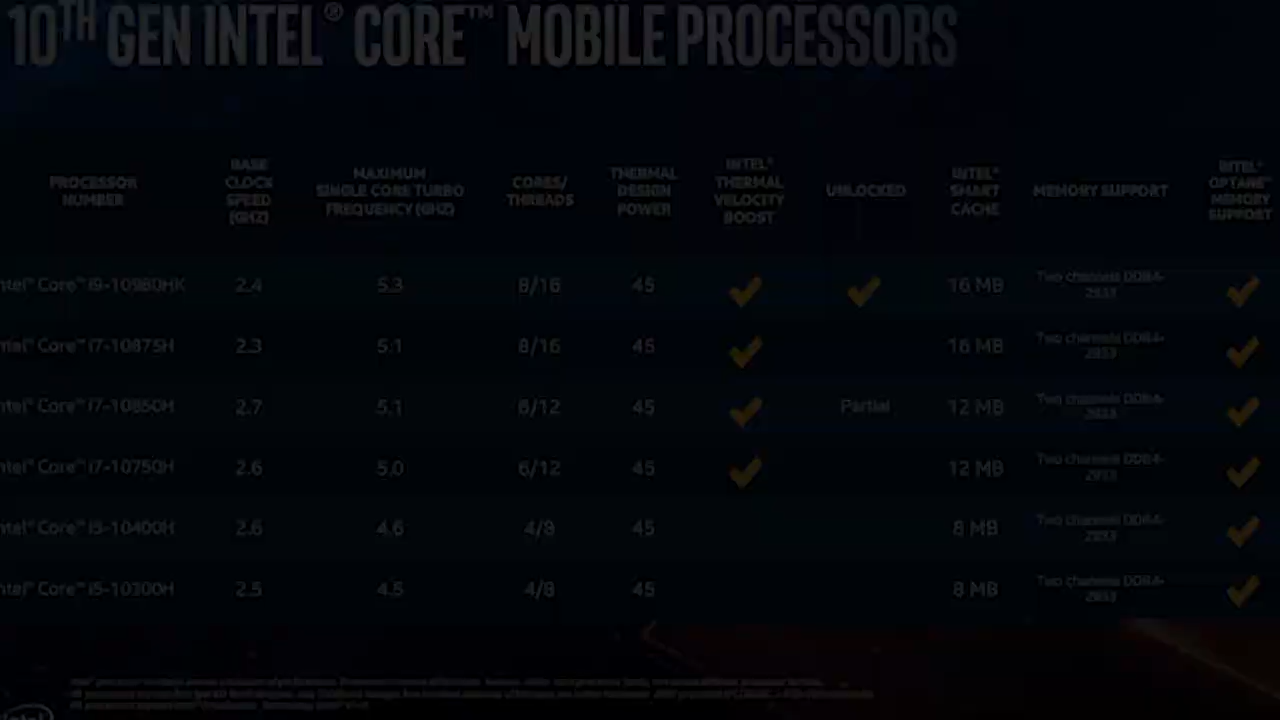 10TH GEN INTEL® CORE™ MOBILE PROCESSORS
PROCESSOR NUMBER
BASE CLOCK SPEED (GHZ)
MAXIMUM SINGLE CORE TURBO FREQUENCY (GHZ)
CORES/ THREADS
THERMAL DESIGN POWER
INTEL® THERMAL VELOCITY BOOST
UNLOCKED
INTEL® SMART CACHE
MEMORY SUPPORT
INTEL® OPTANE™ MEMORY SUPPORT
ntel® Core™ i9-10980HK 2.4 5.3 8/16 45 ✔ ✔ 16 MB Two channels DDR4-2933 ✔
ntel® Core™ i7-10875H 2.3 5.1 8/16 45 ✔ 16 MB Two channels DDR4-2933 ✔
ntel® Core™ i7-10850H 2.7 5.1 6/12 45 ✔ Partial 12 MB Two channels DDR4-2933 ✔
ntel® Core™ i7-10750H 2.6 5.0 6/12 45 ✔ 12 MB Two channels DDR4-2933 ✔
ntel® Core™ i5-10400H 2.6 4.6 4/8 45 8 MB Two channels DDR4-2933 ✔
ntel® Core™ i5-10300H 2.5 4.5 4/8 45 8 MB Two channels DDR4-2933 ✔